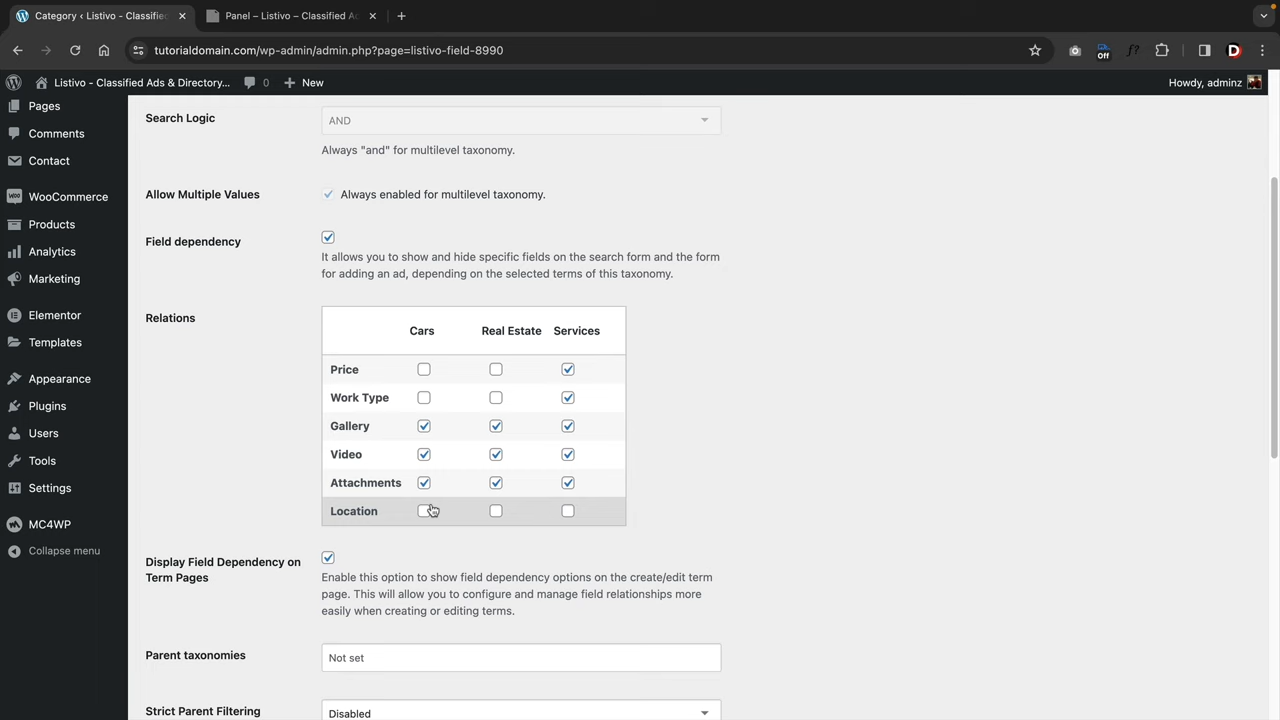 Category ‹ Listivo – Classified
Panel – Listivo – Classified Ad
tutorialdomain.com/wp-admin/admin.php?page=listivo-field-8990
Off
f?
D
Listivo - Classified Ads & Directory...
0
New
Howdy, adminz
Pages
Comments
Contact
WooCommerce
Products
Analytics
Marketing
Elementor
Templates
Appearance
Plugins
Users
Tools
Settings
MC4WP
Collapse menu
Search Logic
AND
Always "and" for multilevel taxonomy.
Allow Multiple Values
Always enabled for multilevel taxonomy.
Field dependency
It allows you to show and hide specific fields on the search form and the form
for adding an ad, depending on the selected terms of this taxonomy.
Relations
Cars Real Estate Services
Price
Work Type
Gallery
Video
Attachments
Location
Display Field Dependency on
Term Pages
Enable this option to show field dependency options on the create/edit term
page. This will allow you to configure and manage field relationships more
easily when creating or editing terms.
Parent taxonomies
Not set
Strict Parent Filtering
Disabled